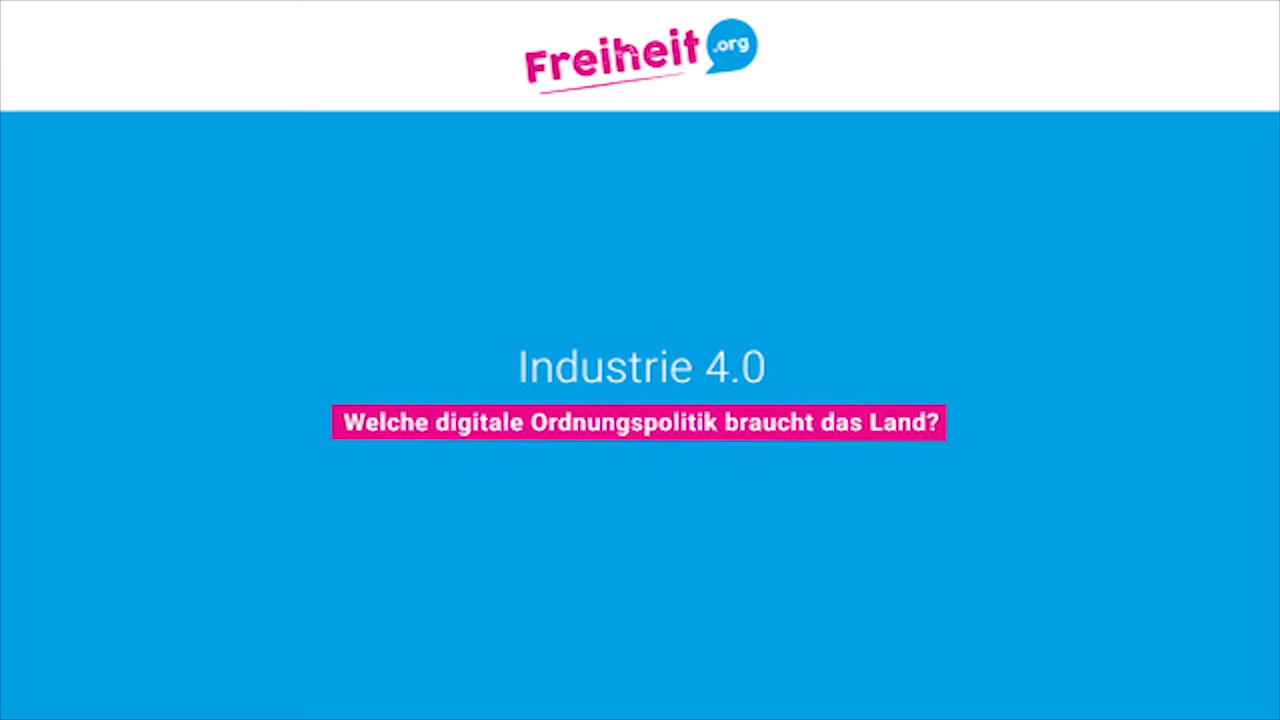 Freiheit.org
Industrie 4.0
Welche digitale Ordnungspolitik braucht das Land?